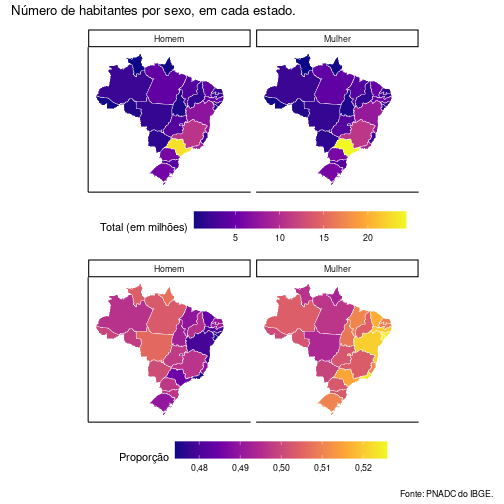 Número de habitantes por sexo, em cada estado.
Homem
Mulher
Total (em milhões)
5
10
15
20
Homem
Mulher
Proporção
0,48
0,49
0,50
0,51
0,52
Fonte: PNADC do IBGE.